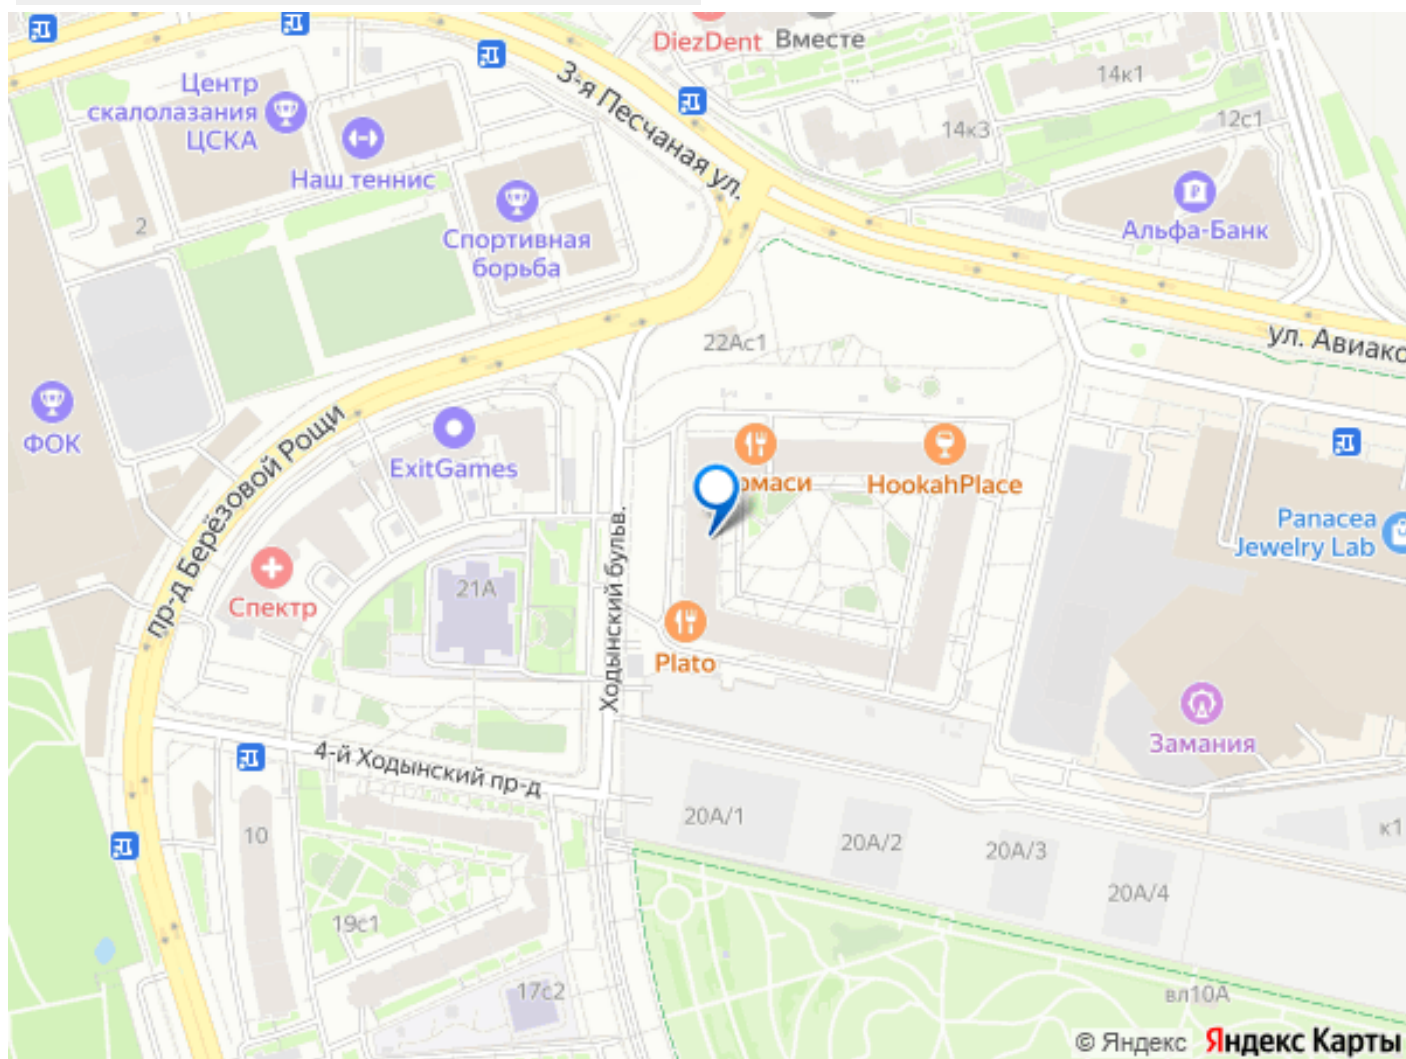 DiezDent
Вместе
Центр
скалолазания
ЦСКА
3-я Песчаная ул.
14к1
12с1
14к3
Наш теннис
2
Спортивная
борьба
Альфа-Банк
22Ас1
ул. Авиако
ФОК
ExitGames
пр-д Берёзовой Рощи
омаси
HookahPlace
Panacea
Jewelry Lab
Ходынский бульв.
21А
Спектр
Plato
Замания
4-й Ходынский пр-д
20А/1
20А/2
20А/3
20А/4
к1
10
19с1
17с2
вл10А
© Яндекс Яндекс Карты